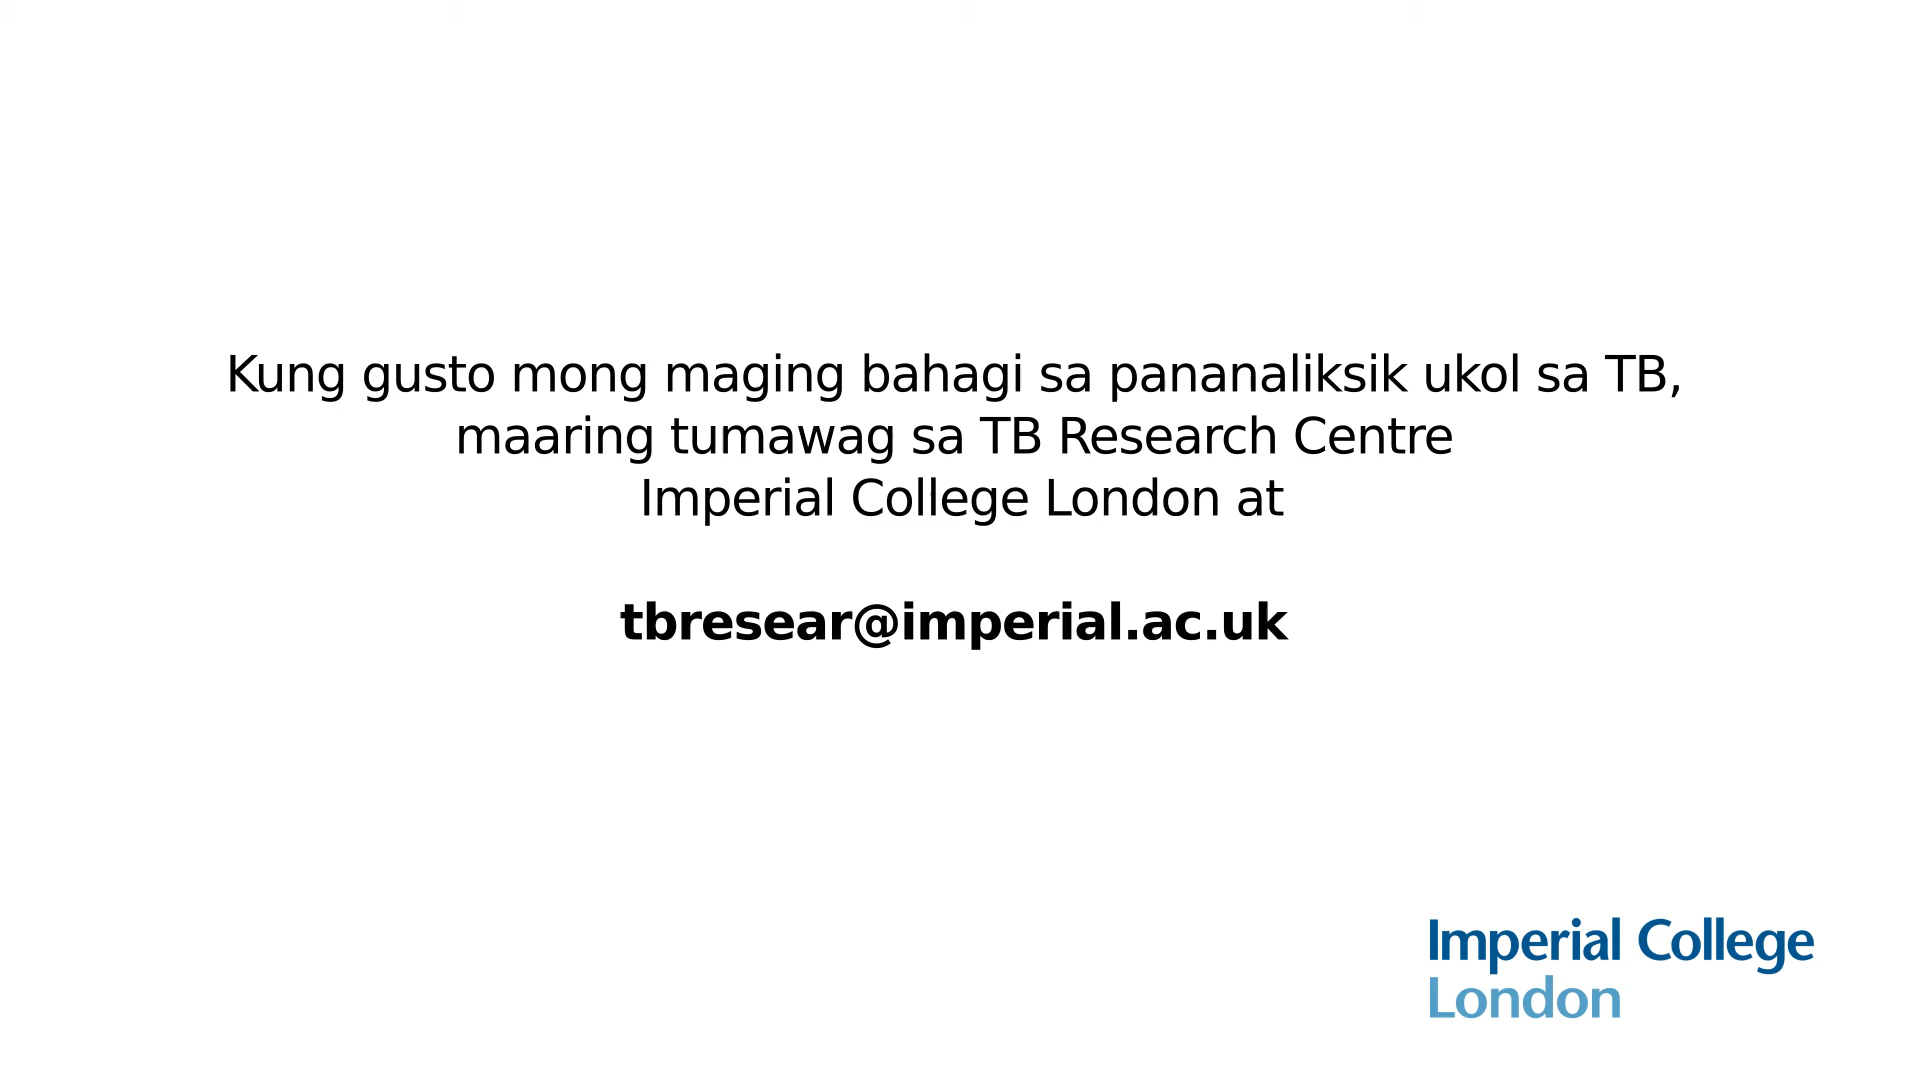 Kung gusto mong maging bahagi sa pananaliksik ukol sa TB,
maaring tumawag sa TB Research Centre
Imperial College London at
tbresear@imperial.ac.uk
Imperial College
London